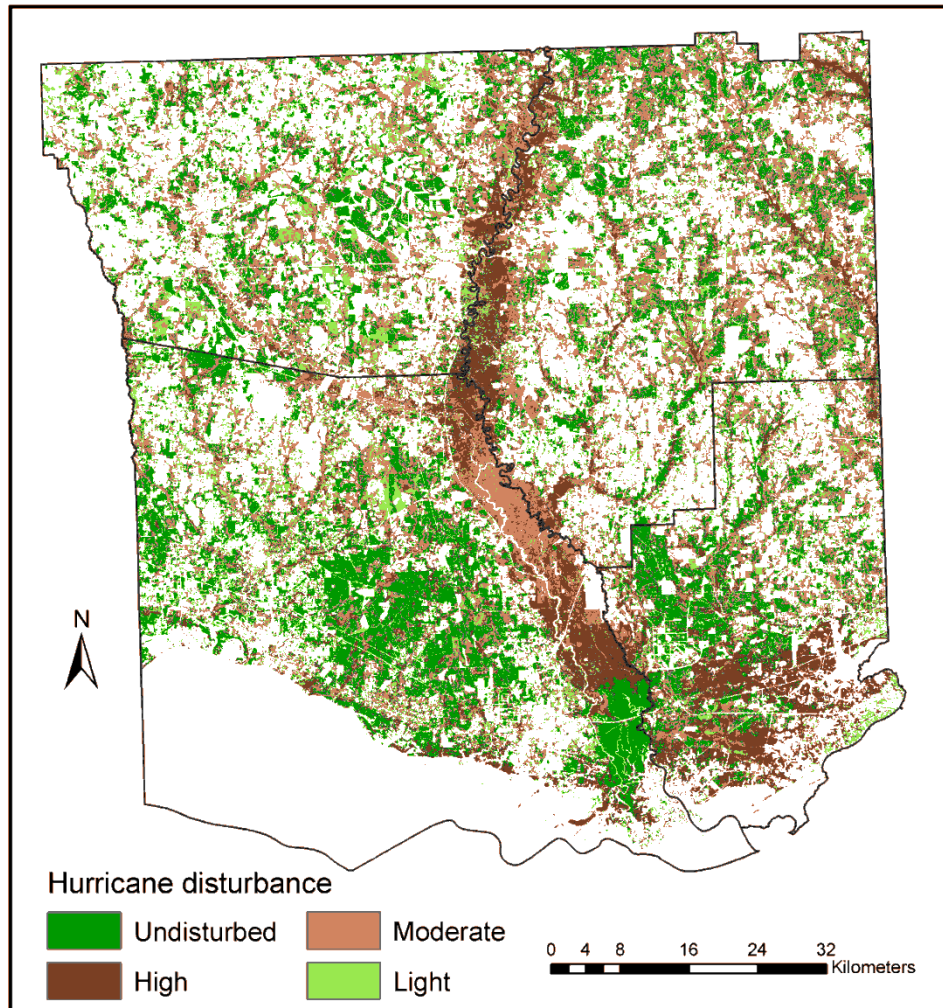 N
Hurricane disturbance
Undisturbed Moderate
High Light
0 4 8 16 24 32
Kilometers